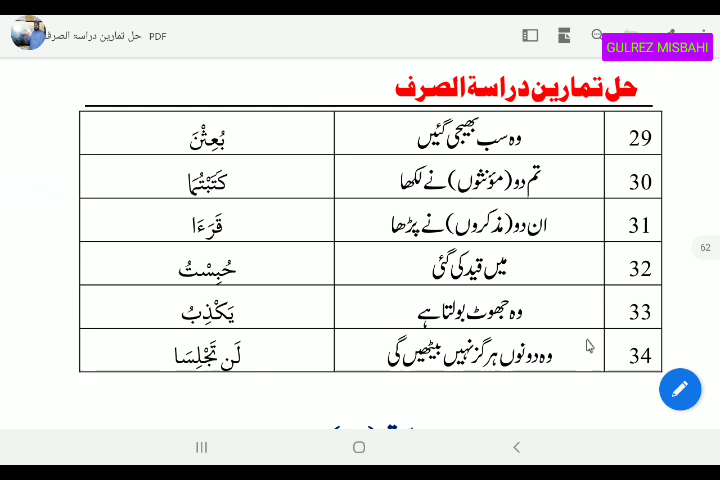 حل تمارین دراسۃ الصرف PDF
GULREZ MISBAHI
حل تمارین دراسة الصرف
29 وہ سب بھیجی گئیں بُعِثْنَ
30 تم دو (مؤنثوں) نے لکھا كَتَبْتُمَا
31 ان دو (مذکروں) نے پڑھا قَرَءَا
32 میں قید کی گئی حُبِسْتُ
33 وہ جھوٹ بولتا ہے يَكْذِبُ
34 وہ دونوں ہرگز نہیں بیٹھیں گی لَن تَجْلِسَا
62